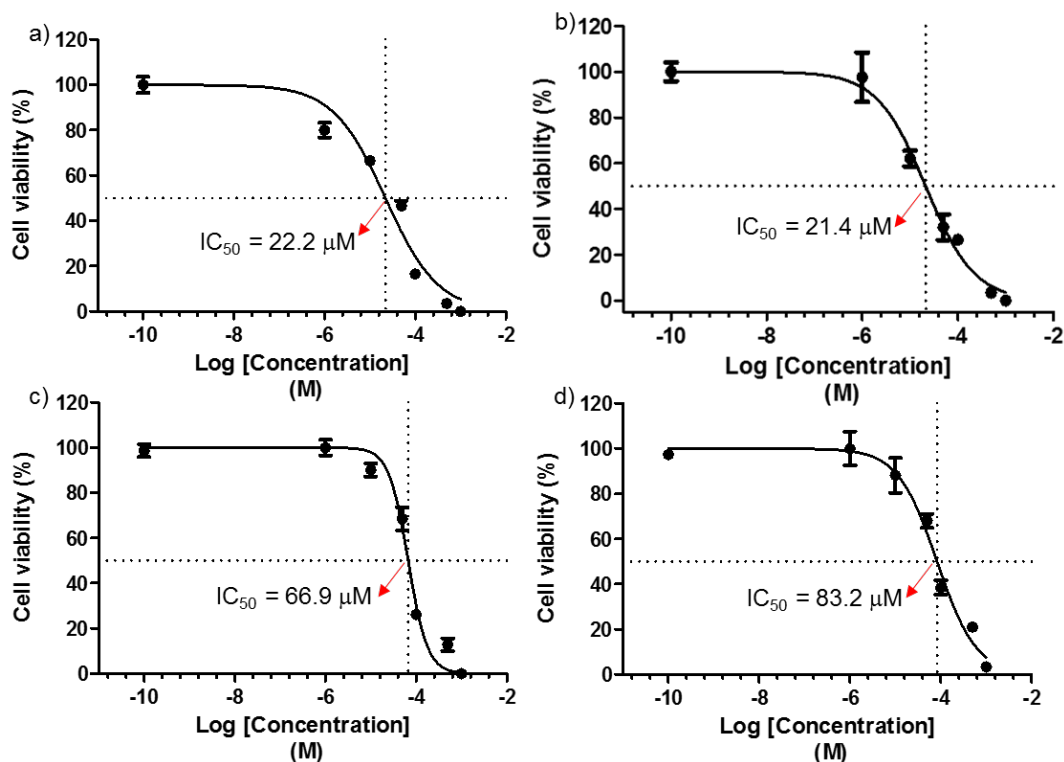 a)
120
100
80
60
40
20
0
Cell viability (%)
IC50 = 22.2 μM
-10 -8 -6 -4 -2
Log [Concentration]
(M)
b)
120
100
80
60
40
20
0
Cell viability (%)
IC50 = 21.4 μM
-10 -8 -6 -4 -2
Log [Concentration]
(M)
c)
120
100
80
60
40
20
0
Cell viability (%)
IC50 = 66.9 μM
-10 -8 -6 -4 -2
Log [Concentration]
(M)
d)
120
100
80
60
40
20
0
Cell viability (%)
IC50 = 83.2 μM
-10 -8 -6 -4 -2
Log [Concentration]
(M)